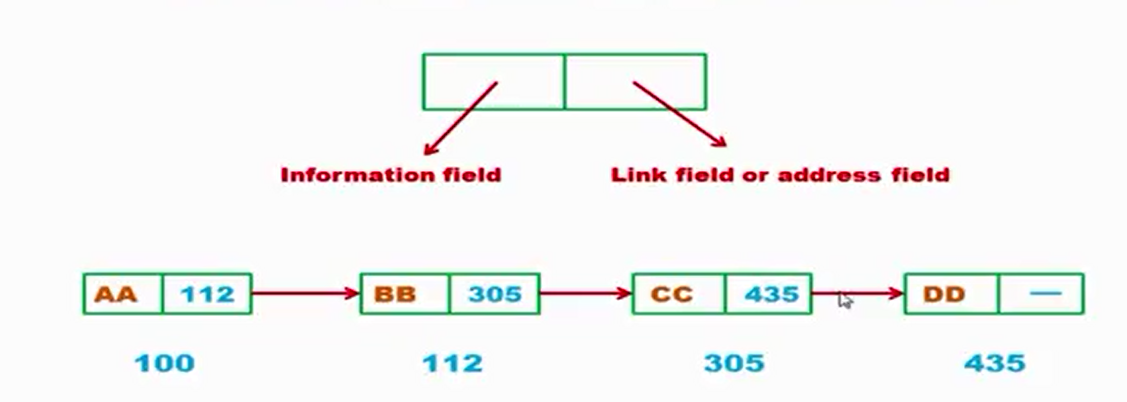 Information field Link field or address field
AA 112 BB 305 CC 435 DD —
100 112 305 435